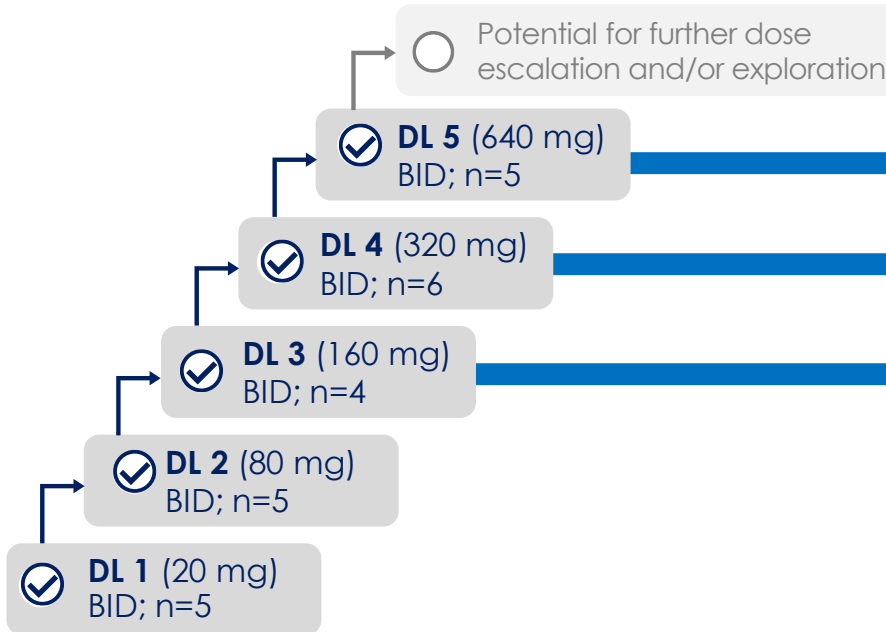 Potential for further dose
escalation and/or exploration
DL 5 (640 mg)
BID; n=5
DL 4 (320 mg)
BID; n=6
DL 3 (160 mg)
BID; n=4
DL 2 (80 mg)
BID; n=5
DL 1 (20 mg)
BID; n=5